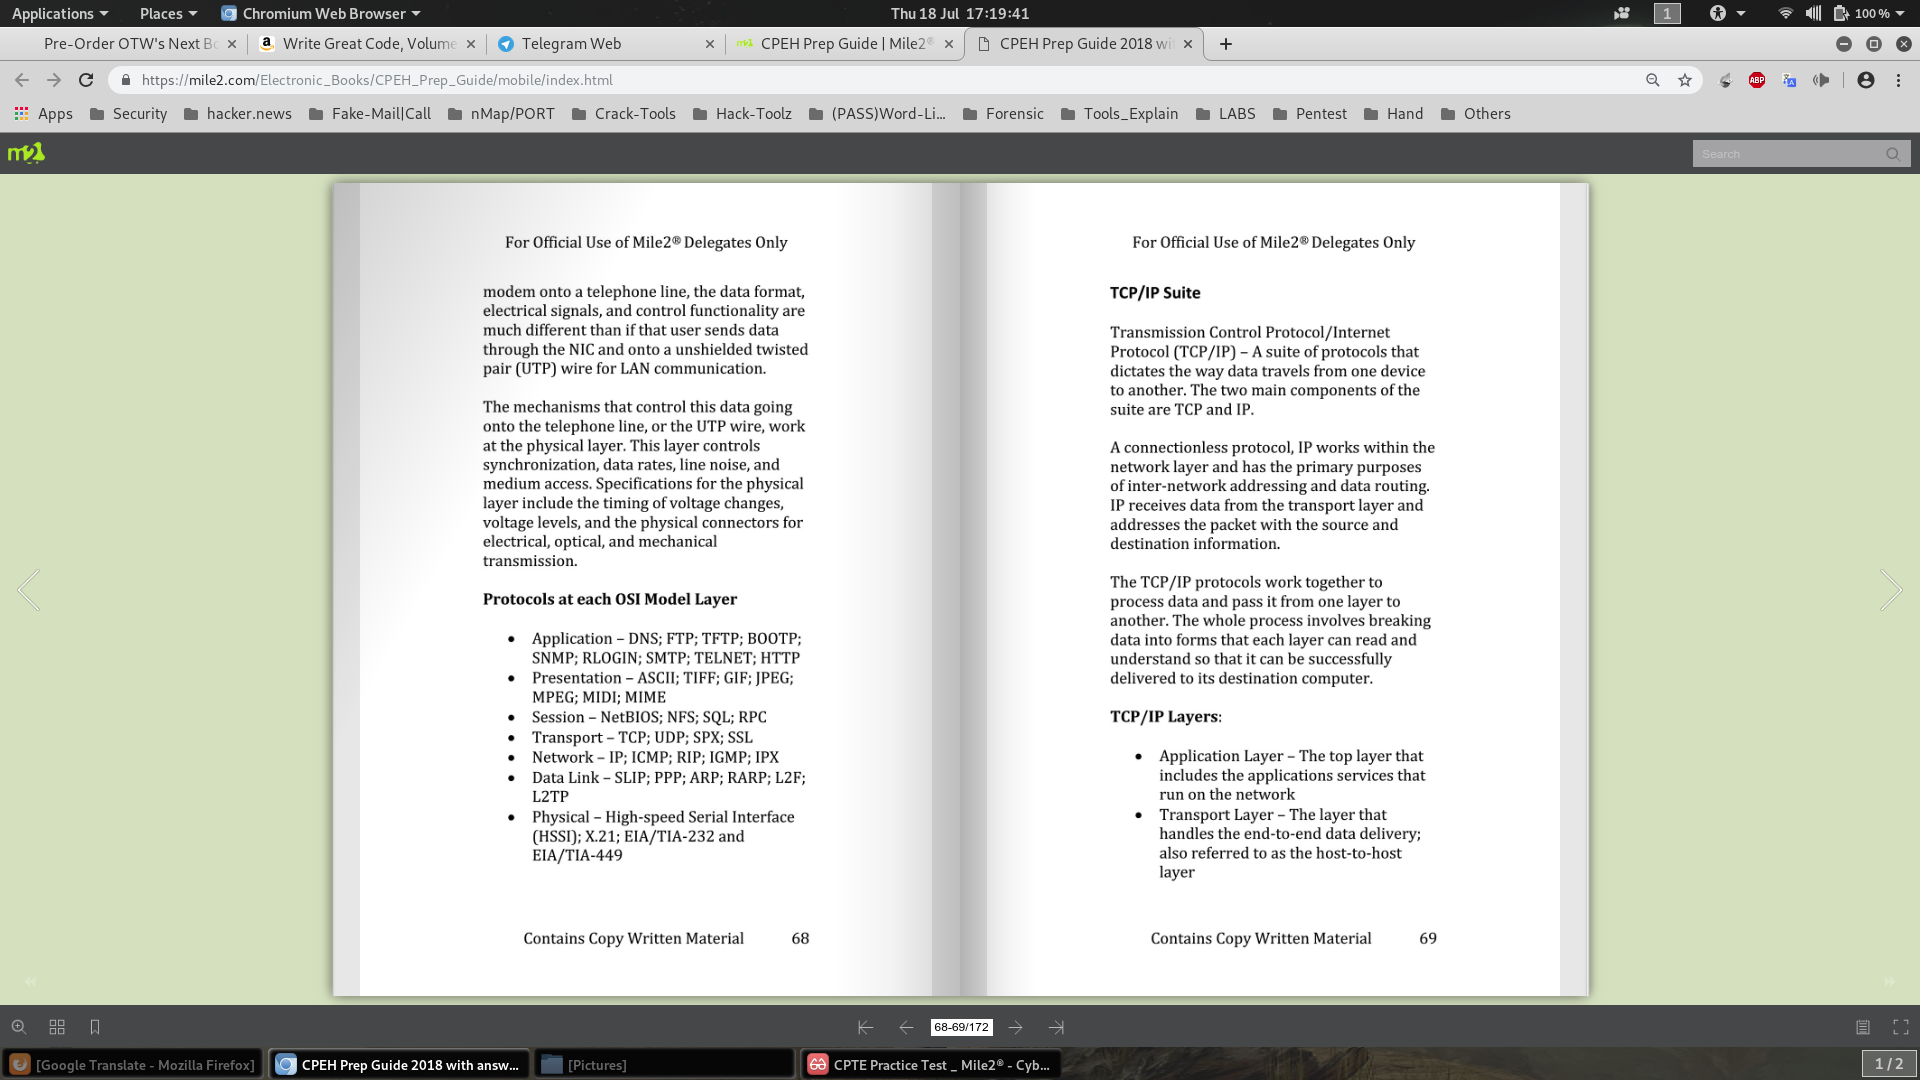 Applications Places Chromium Web Browser Thu 18 Jul 17:19:41 1 100 %
Pre-Order OTW's Next Bo Write Great Code, Volume Telegram Web CPEH Prep Guide | Mile2® CPEH Prep Guide 2018 wi
https://mile2.com/Electronic_Books/CPEH_Prep_Guide/mobile/index.html ABP
Apps Security hacker.news Fake-Mail|Call nMap/PORT Crack-Tools Hack-Toolz (PASS)Word-Li... Forensic Tools_Explain LABS Pentest Hand Others
m2 Search
For Official Use of Mile2® Delegates Only
modem onto a telephone line, the data format,
electrical signals, and control functionality are
much different than if that user sends data
through the NIC and onto a unshielded twisted
pair (UTP) wire for LAN communication.
The mechanisms that control this data going
onto the telephone line, or the UTP wire, work
at the physical layer. This layer controls
synchronization, data rates, line noise, and
medium access. Specifications for the physical
layer include the timing of voltage changes,
voltage levels, and the physical connectors for
electrical, optical, and mechanical
transmission.
Protocols at each OSI Model Layer
• Application – DNS; FTP; TFTP; BOOTP;
SNMP; RLOGIN; SMTP; TELNET; HTTP
• Presentation – ASCII; TIFF; GIF; JPEG;
MPEG; MIDI; MIME
• Session – NetBIOS; NFS; SQL; RPC
• Transport – TCP; UDP; SPX; SSL
• Network – IP; ICMP; RIP; IGMP; IPX
• Data Link – SLIP; PPP; ARP; RARP; L2F;
L2TP
• Physical – High-speed Serial Interface
(HSSI); X.21; EIA/TIA-232 and
EIA/TIA-449
Contains Copy Written Material 68
For Official Use of Mile2® Delegates Only
TCP/IP Suite
Transmission Control Protocol/Internet
Protocol (TCP/IP) – A suite of protocols that
dictates the way data travels from one device
to another. The two main components of the
suite are TCP and IP.
A connectionless protocol, IP works within the
network layer and has the primary purposes
of inter-network addressing and data routing.
IP receives data from the transport layer and
addresses the packet with the source and
destination information.
The TCP/IP protocols work together to
process data and pass it from one layer to
another. The whole process involves breaking
data into forms that each layer can read and
understand so that it can be successfully
delivered to its destination computer.
TCP/IP Layers:
• Application Layer – The top layer that
includes the applications services that
run on the network
• Transport Layer – The layer that
handles the end-to-end data delivery;
also referred to as the host-to-host
layer
Contains Copy Written Material 69
68-69/172
[Google Translate - Mozilla Firefox] CPEH Prep Guide 2018 with answ... [Pictures] CPTE Practice Test _ Mile2® - Cyb... 1 / 2